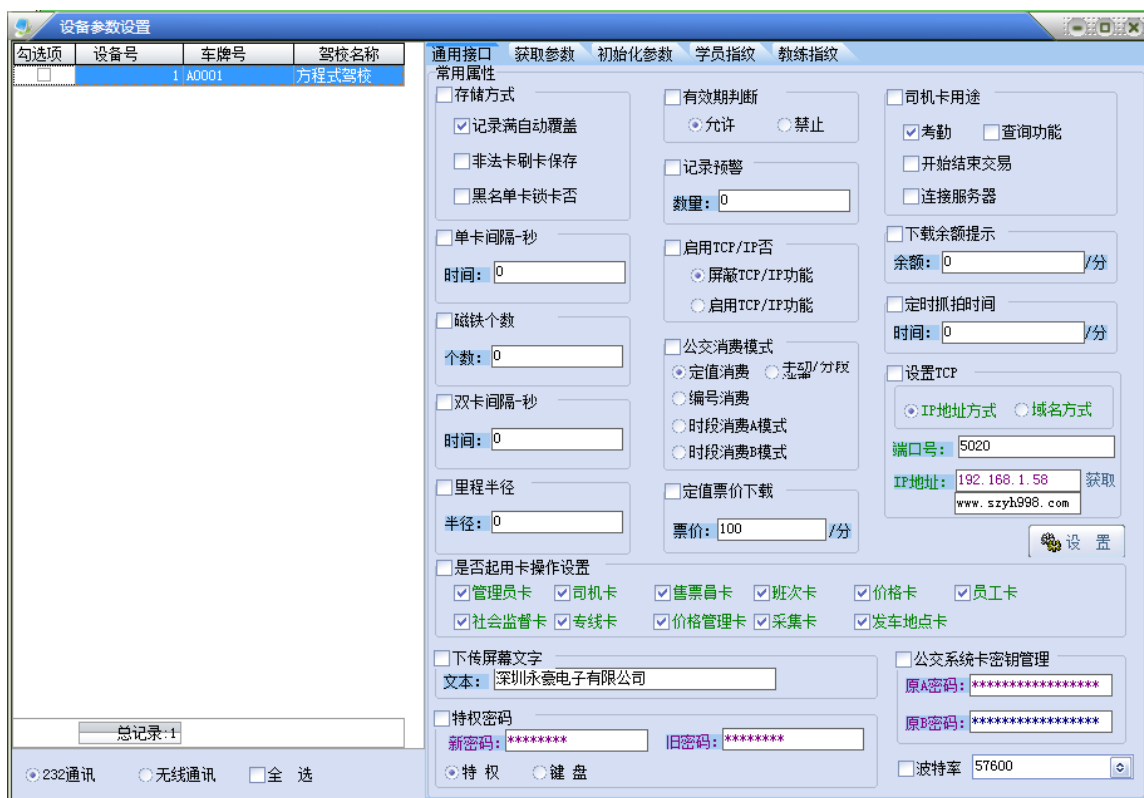 设备参数设置
勾选项 设备号 车牌号 驾校名称
1 A0001 方程式驾校
总记录:1
232通讯 无线通讯 全 选
通用接口 获取参数 初始化参数 学员指纹 教练指纹
常用属性
存储方式
记录满自动覆盖
非法卡刷卡保存
黑名单卡锁卡否
单卡间隔-秒
时间: 0
磁铁个数
个数: 0
双卡间隔-秒
时间: 0
里程半径
半径: 0
有效期判断
允许 禁止
记录预警
数量: 0
启用TCP/IP否
屏蔽TCP/IP功能
启用TCP/IP功能
公交消费模式
定值消费 /分段
编号消费
时段消费A模式
时段消费B模式
定值票价下载
票价: 100 /分
司机卡用途
考勤 查询功能
开始结束交易
连接服务器
下载余额提示
余额: 0 /分
定时抓拍时间
时间: 0 /分
设置TCP
IP地址方式 域名方式
端口号: 5020
IP地址: 192.168.1.58 获取
www.szyh998.com
设 置
是否起用卡操作设置
管理员卡 司机卡 售票员卡 班次卡 价格卡 员工卡
社会监督卡 专线卡 价格管理卡 采集卡 发车地点卡
下传屏幕文字
文本: 深圳永豪电子有限公司
特权密码
新密码: ******** 旧密码: ********
特 权 键 盘
公交系统卡密钥管理
原A密码: *****************
原B密码: *****************
波特率 57600